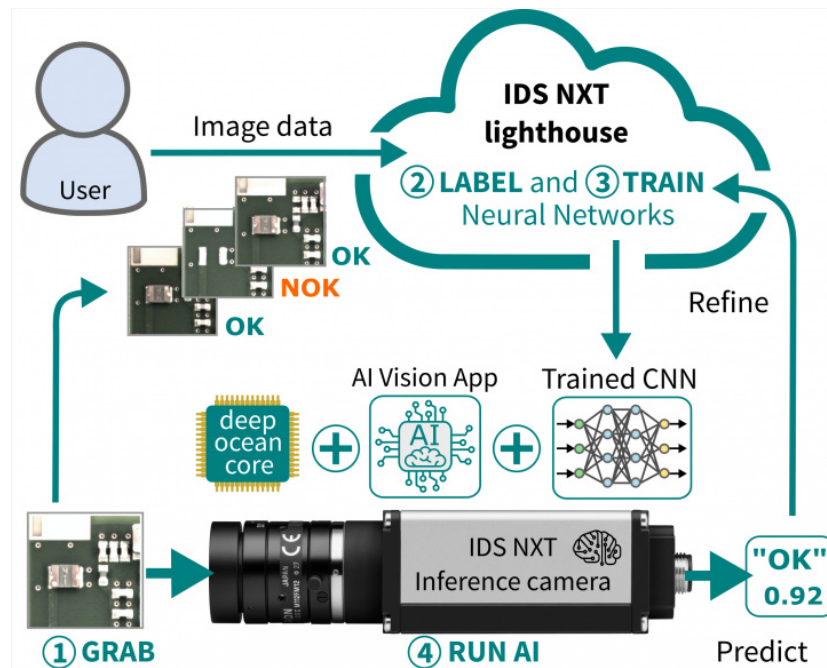 IDS NXT
lighthouse
Image data
User
② LABEL and ③ TRAIN
Neural Networks
OK
NOK
OK
Refine
AI Vision App
Trained CNN
deep
ocean
core
+
AI
+
CE
JAPAN
IDS NXT
Inference camera
"OK"
0.92
① GRAB
④ RUN AI
Predict